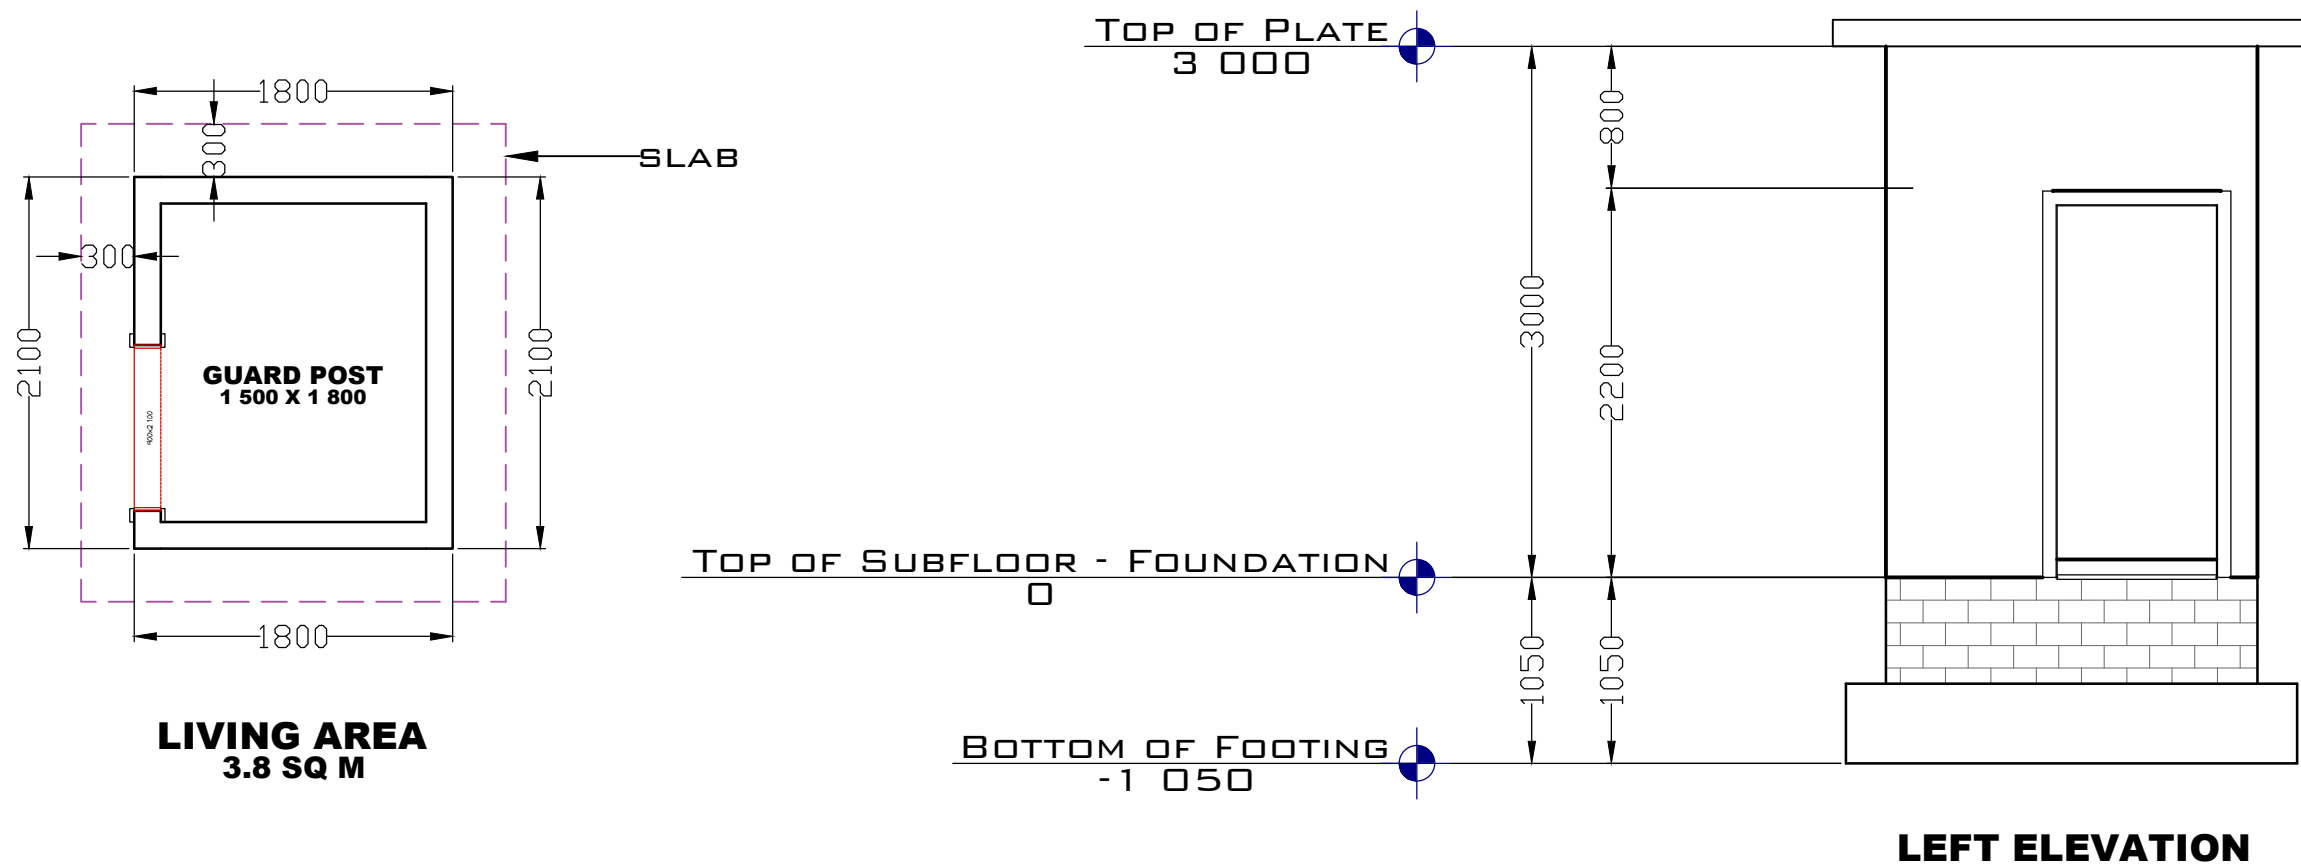 1800
300
SLAB
300
2100
2100
GUARD POST
1 500 X 1 800
1800
LIVING AREA
3.8 SQ M
Top of Plate
3 000
800
3000
2200
Top of Subfloor - Foundation
0
1050
1050
Bottom of Footing
-1 050
LEFT ELEVATION